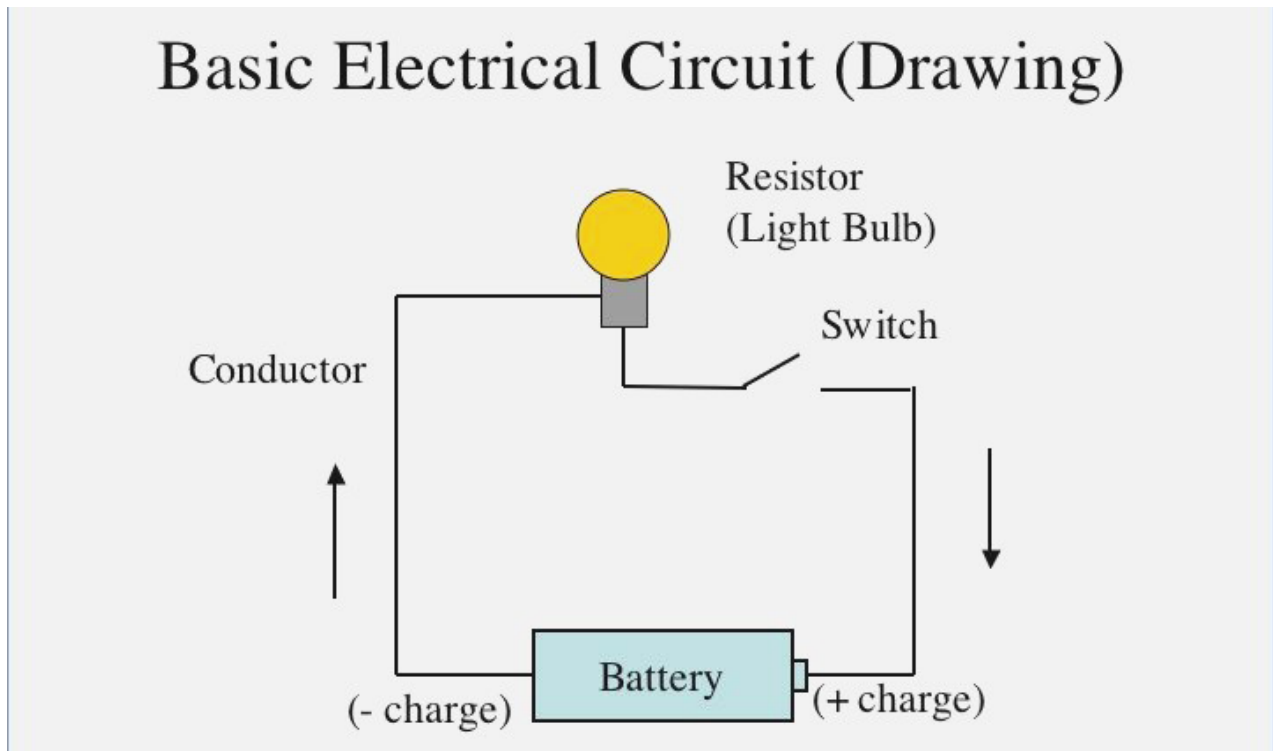 Basic Electrical Circuit (Drawing)
Resistor
(Light Bulb)
Switch
Conductor
Battery
(- charge)
(+ charge)